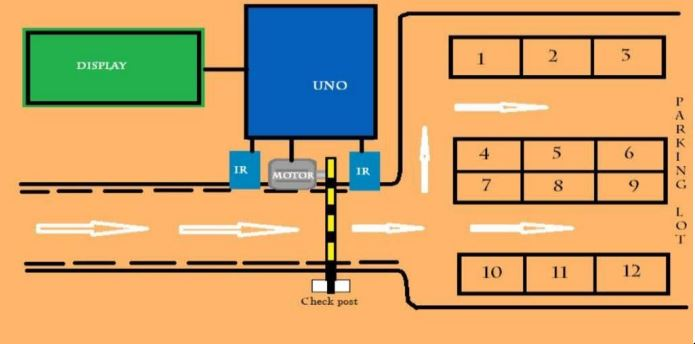 DISPLAY
UNO
IR
MOTOR
IR
Check post
1 2 3
4 5 6
7 8 9
10 11 12
PARKING LOT